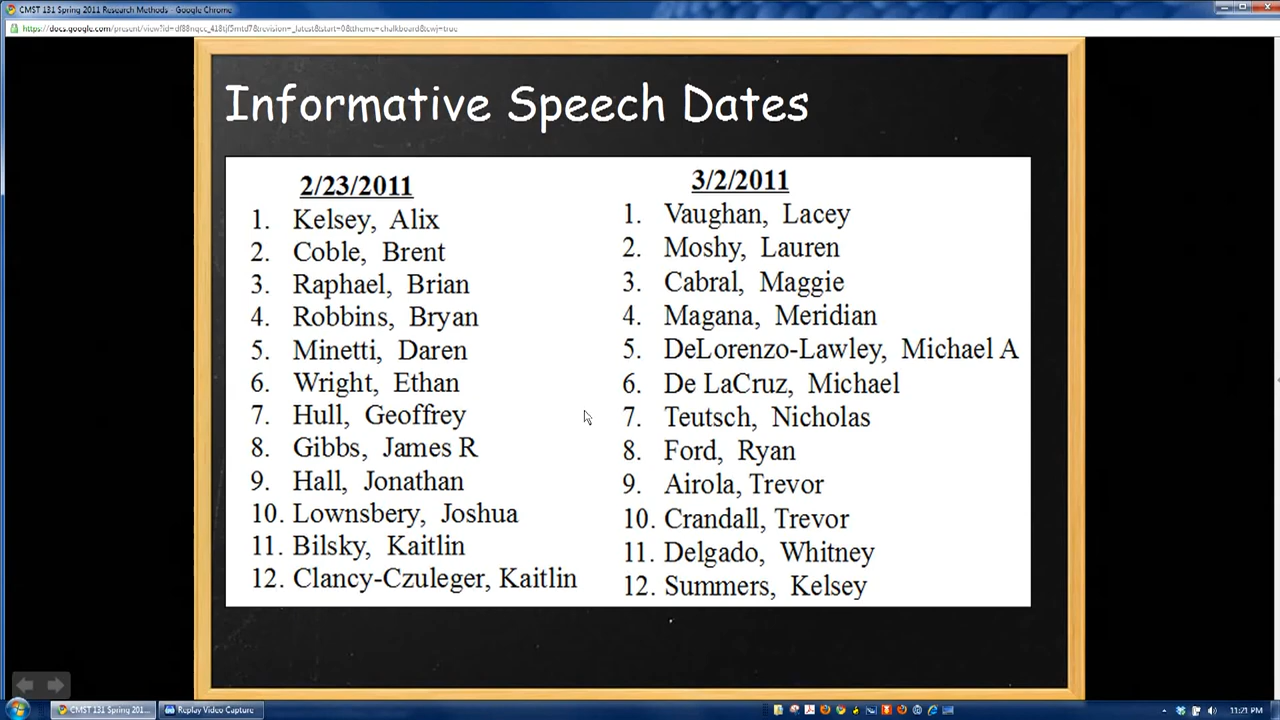 CMST 131 Spring 2011 Research Methods - Google Chrome
Informative Speech Dates
2/23/2011
1. Kelsey, Alix
2. Coble, Brent
3. Raphael, Brian
4. Robbins, Bryan
5. Minetti, Daren
6. Wright, Ethan
7. Hull, Geoffrey
8. Gibbs, James R
9. Hall, Jonathan
10. Lownsbery, Joshua
11. Bilsky, Kaitlin
12. Clancy-Czuleger, Kaitlin
3/2/2011
1. Vaughan, Lacey
2. Moshy, Lauren
3. Cabral, Maggie
4. Magana, Meridian
5. DeLorenzo-Lawley, Michael A
6. De LaCruz, Michael
7. Teutsch, Nicholas
8. Ford, Ryan
9. Airola, Trevor
10. Crandall, Trevor
11. Delgado, Whitney
12. Summers, Kelsey
CMST 131 Spring 201...
Replay Video Capture
11:21 PM